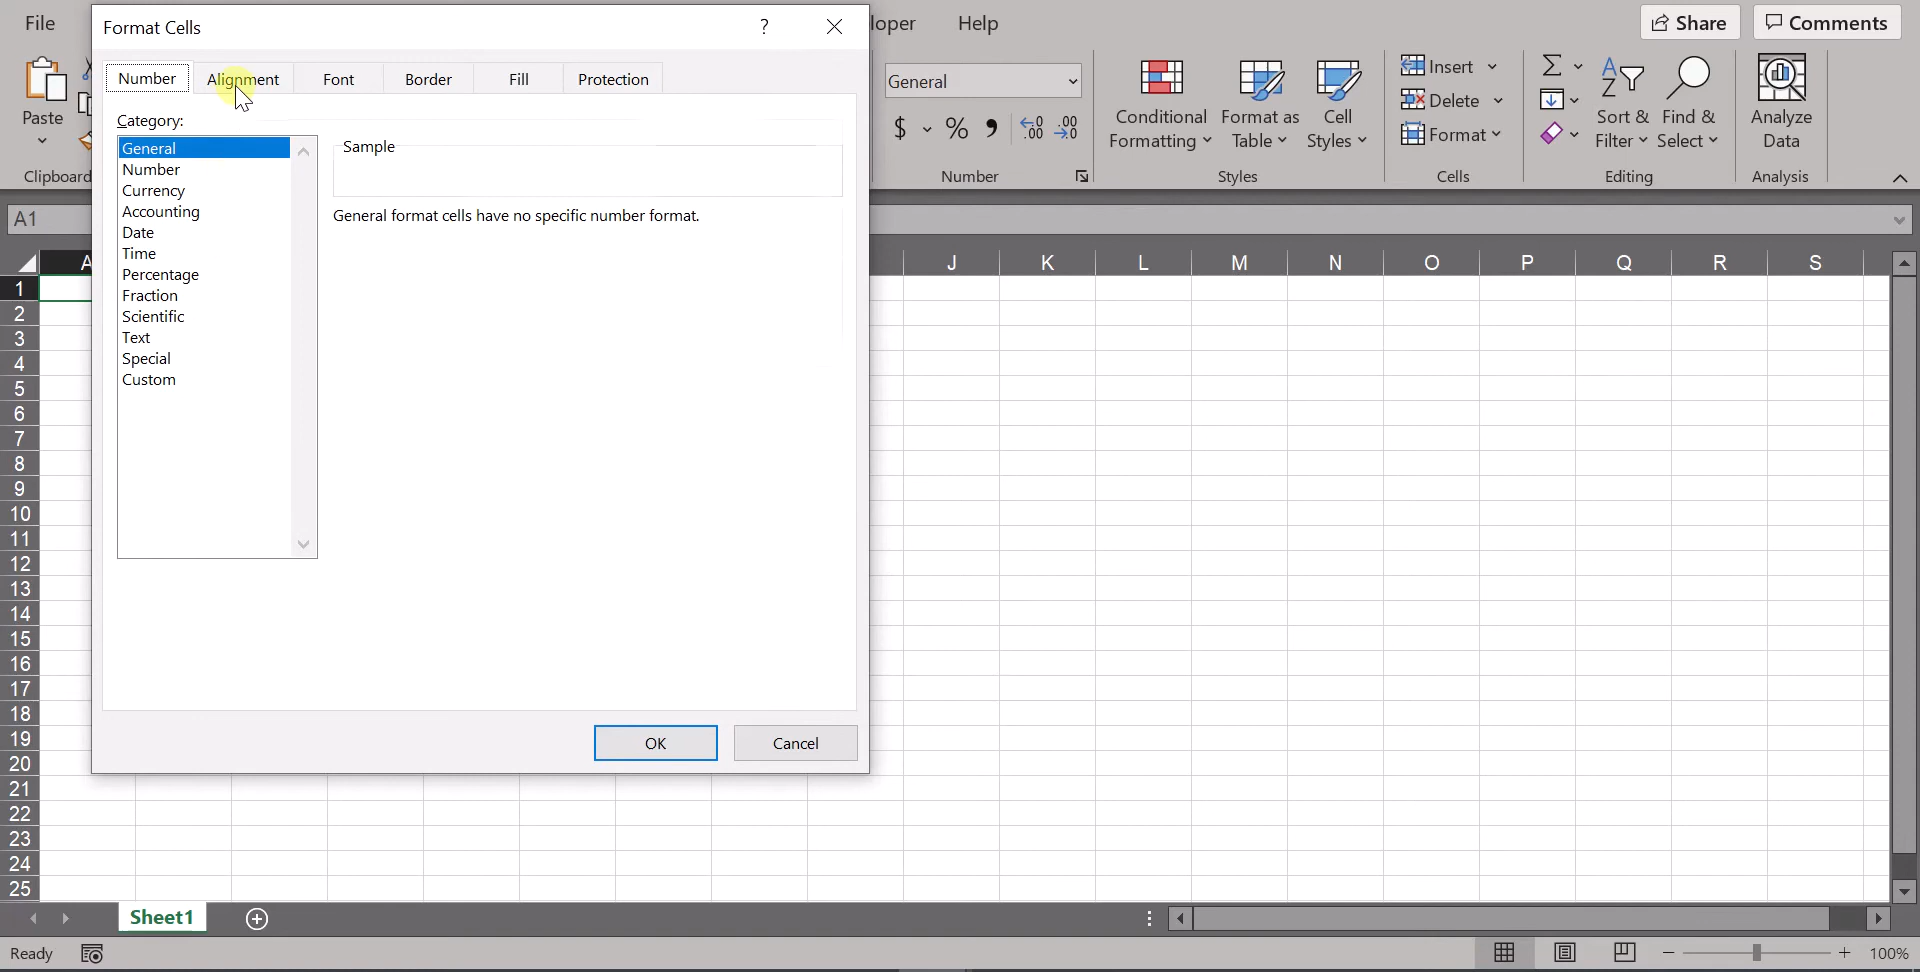 File
Format Cells
?
loper
Help
Share
Comments
Number
Alignment
Font
Border
Fill
Protection
Category:
General
Number
Currency
Accounting
Date
Time
Percentage
Fraction
Scientific
Text
Special
Custom
Sample
General format cells have no specific number format.
OK
Cancel
Paste
Clipboard
General
$ % , .00 .00
Number
Conditional
Formatting
Format as
Table
Cell
Styles
Styles
Insert
Delete
Format
Cells
Sort &
Filter
Find &
Select
Editing
Analyze
Data
Analysis
A1
A J K L M N O P Q R S
1
2
3
4
5
6
7
8
9
10
11
12
13
14
15
16
17
18
19
20
21
22
23
24
25
Sheet1
Ready
100%